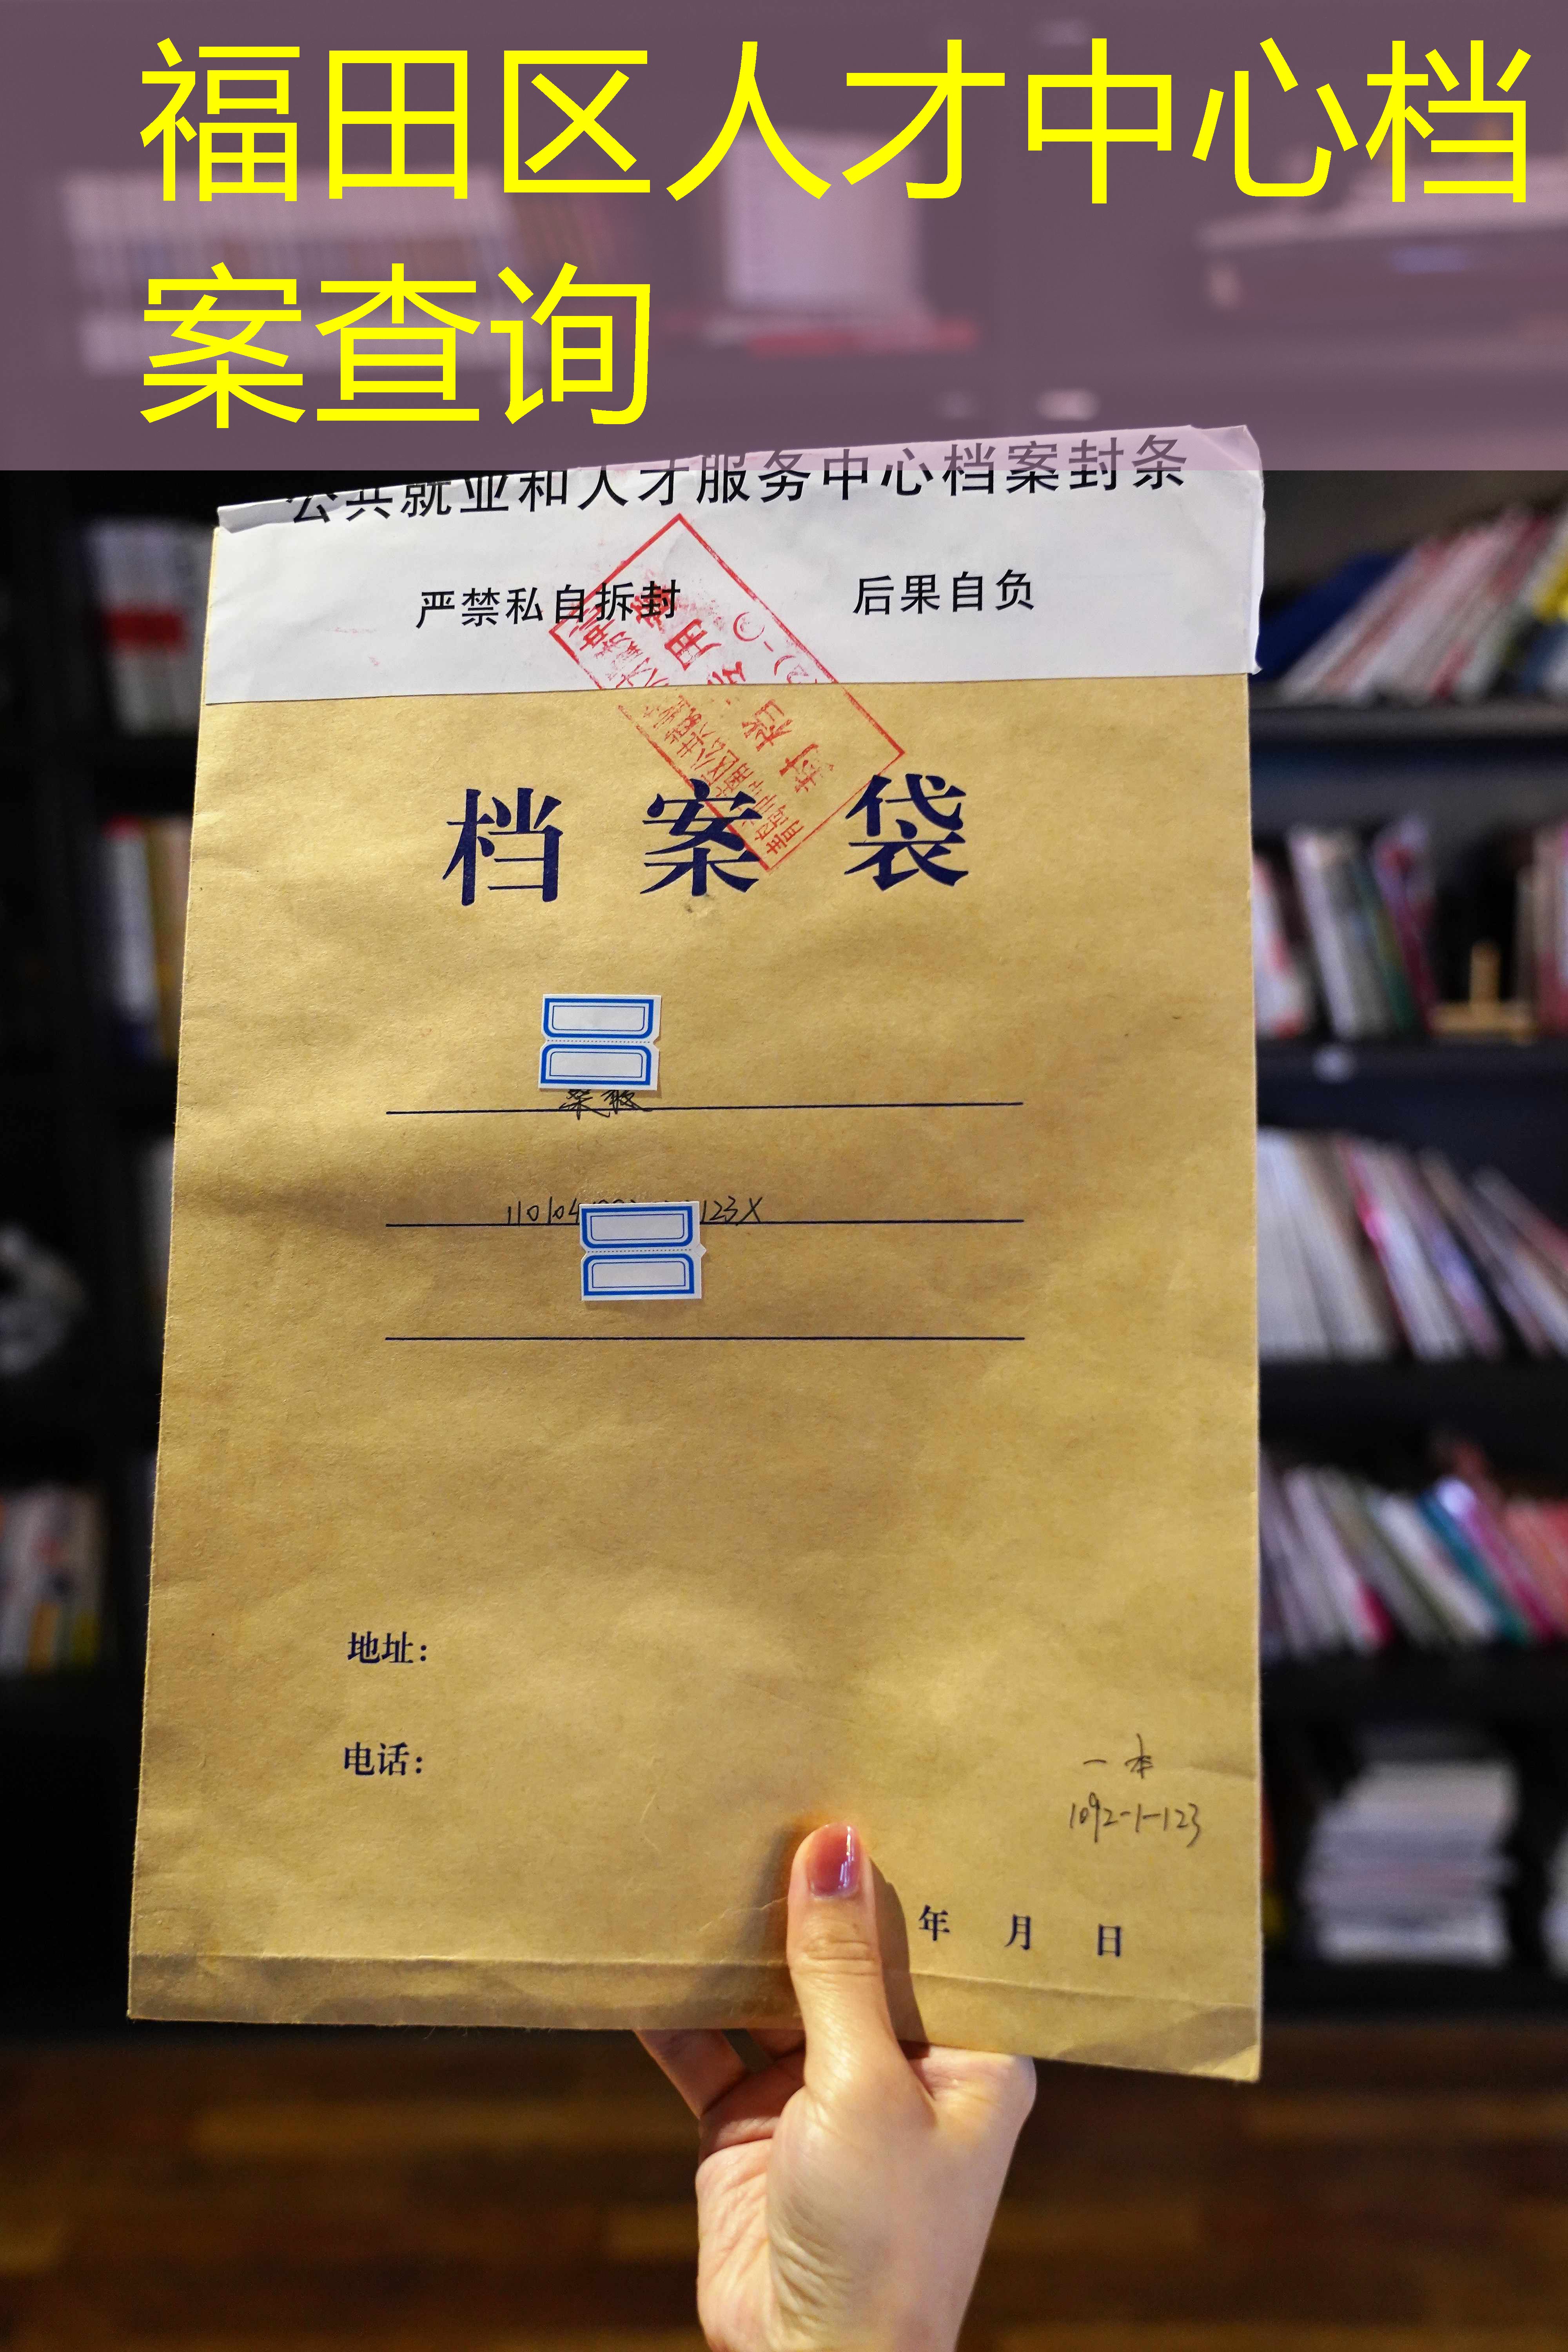 福田区人才中心档
案查询
公共就业和人才服务中心档案封条
严禁私自拆封 后果自负
档案袋
110104 123X
地址：
电话：
一本
1092-1-123
年 月 日